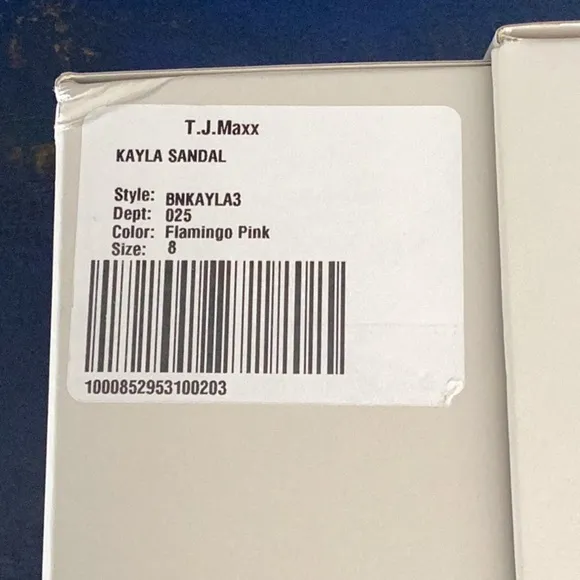 T.J.Maxx
KAYLA SANDAL
Style: BNKAYLA3
Dept: 025
Color: Flamingo Pink
Size: 8
1000852953100203